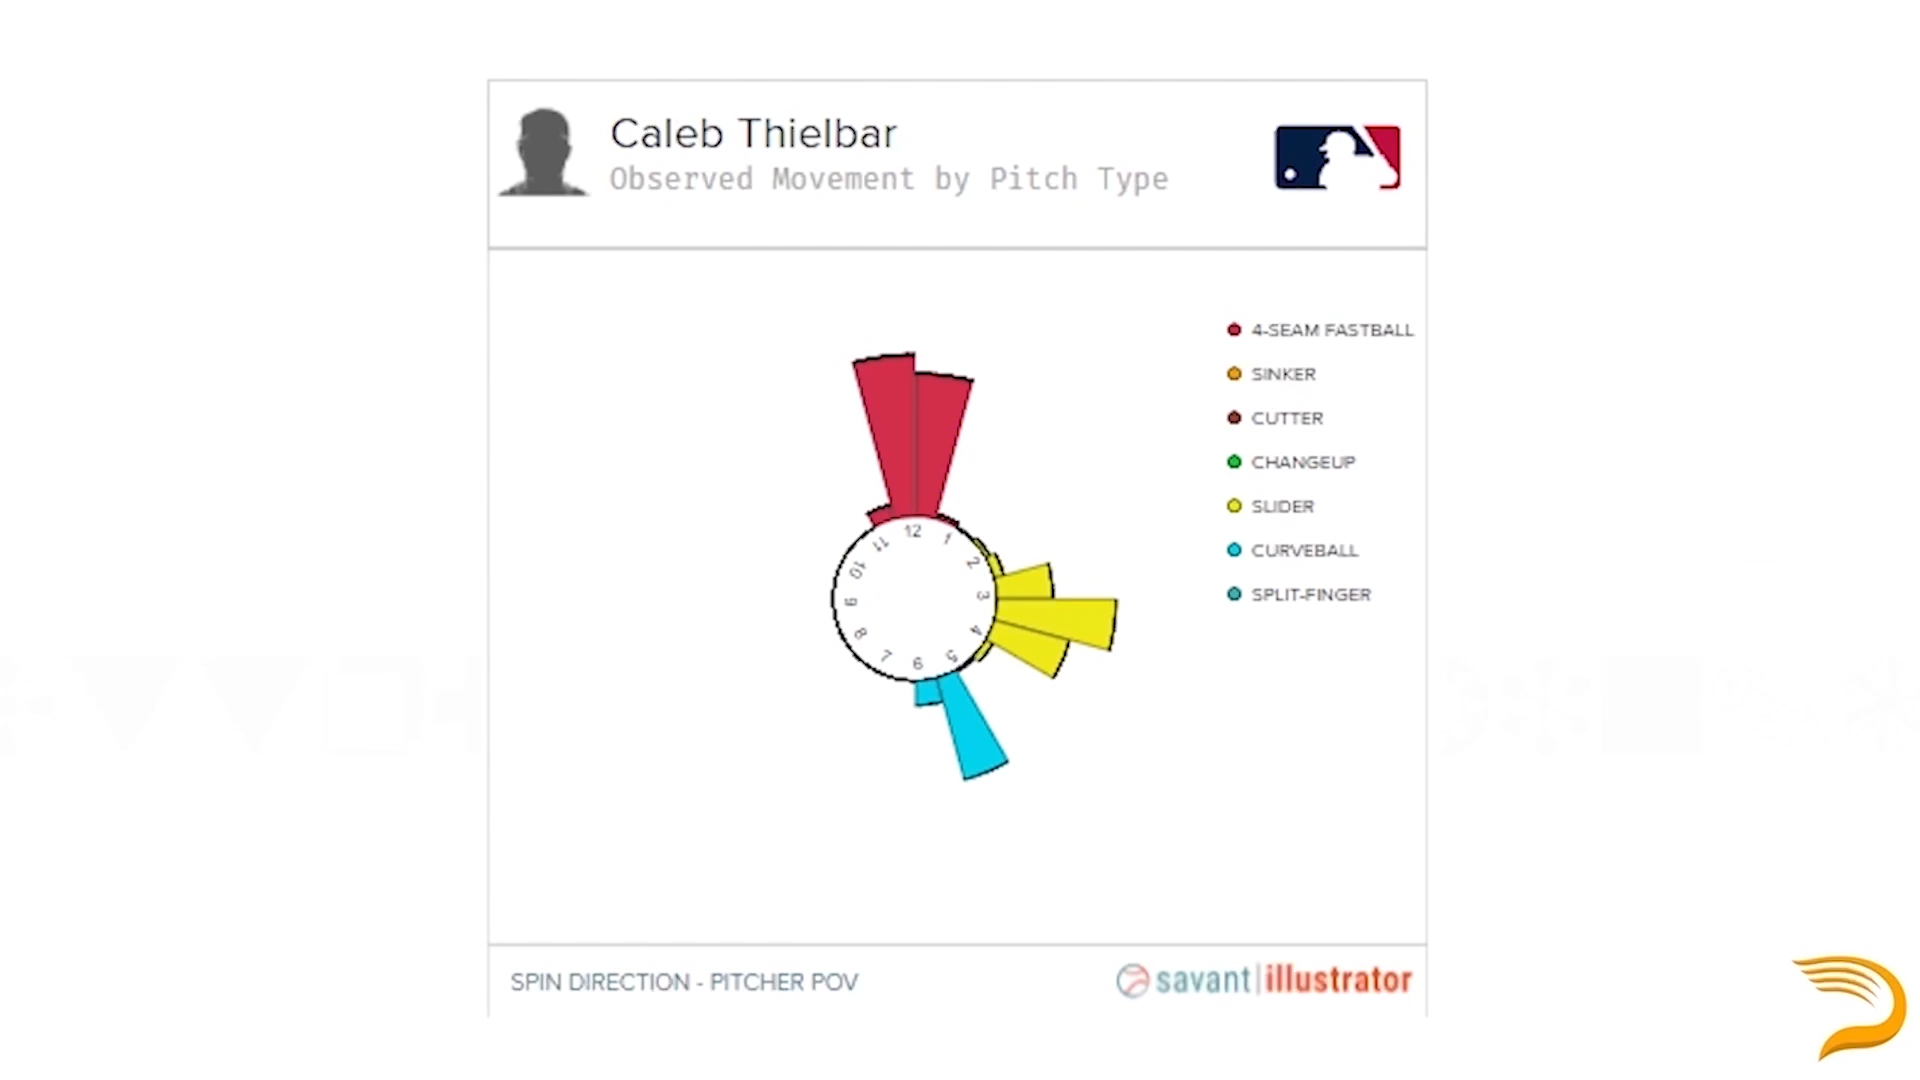 Caleb Thielbar
Observed Movement by Pitch Type
4-SEAM FASTBALL
SINKER
CUTTER
CHANGEUP
SLIDER
CURVEBALL
SPLIT-FINGER
12
1
2
3
4
5
6
7
8
9
10
11
SPIN DIRECTION - PITCHER POV
savant|illustrator